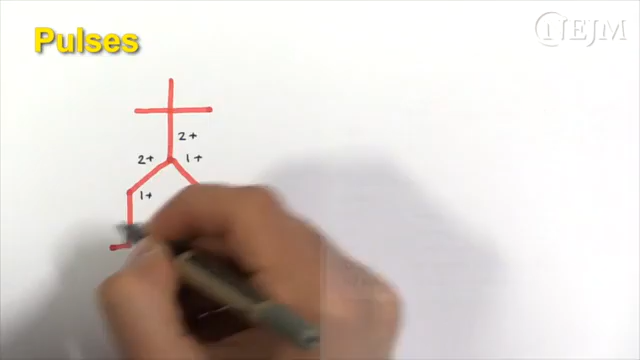 Pulses
NEJM
2+
2+ 1+
1+